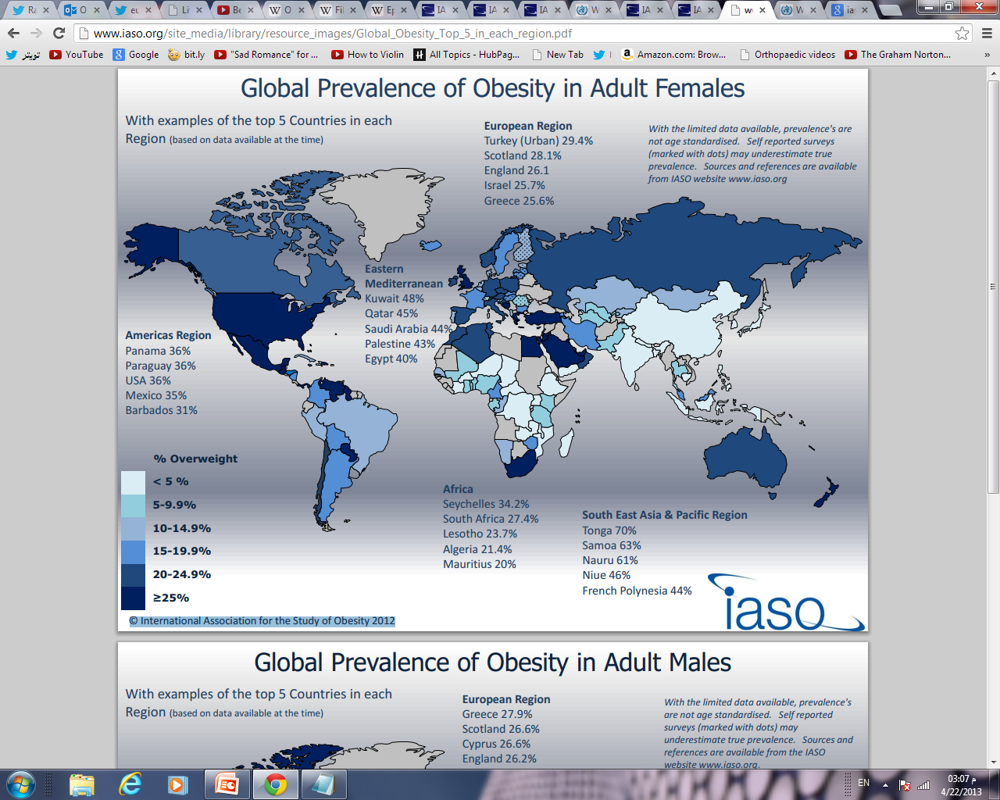 Ra
O
eu
Li
Be
O
Fil
Ep
IA
IA
IA
W
IA
IA
w
W
ias
www.iaso.org/site_media/library/resource_images/Global_Obesity_Top_5_in_each_region.pdf
تويتر
YouTube
Google
bit.ly
"Sad Romance" for ...
How to Violin
All Topics - HubPag...
New Tab
Amazon.com: Brow...
Orthopaedic videos
The Graham Norton...
»
Global Prevalence of Obesity in Adult Females
With examples of the top 5 Countries in each
Region (based on data available at the time)
European Region
Turkey (Urban) 29.4%
Scotland 28.1%
England 26.1
Israel 25.7%
Greece 25.6%
With the limited data available, prevalence's are
not age standardised. Self reported surveys
(marked with dots) may underestimate true
prevalence. Sources and references are available
from IASO website www.iaso.org
Eastern
Mediterranean
Kuwait 48%
Qatar 45%
Saudi Arabia 44%
Palestine 43%
Egypt 40%
Americas Region
Panama 36%
Paraguay 36%
USA 36%
Mexico 35%
Barbados 31%
% Overweight
< 5 %
5-9.9%
10-14.9%
15-19.9%
20-24.9%
≥25%
Africa
Seychelles 34.2%
South Africa 27.4%
Lesotho 23.7%
Algeria 21.4%
Mauritius 20%
South East Asia & Pacific Region
Tonga 70%
Samoa 63%
Nauru 61%
Niue 46%
French Polynesia 44%
iaso
© International Association for the Study of Obesity 2012
Global Prevalence of Obesity in Adult Males
With examples of the top 5 Countries in each
Region (based on data available at the time)
European Region
Greece 27.9%
Scotland 26.6%
Cyprus 26.6%
England 26.2%
With the limited data available, prevalence's
are not age standardised. Self reported
surveys (marked with dots) may
underestimate true prevalence. Sources and
references are available from the IASO
website www.iaso.org.
EN
03:07 م
4/22/2013